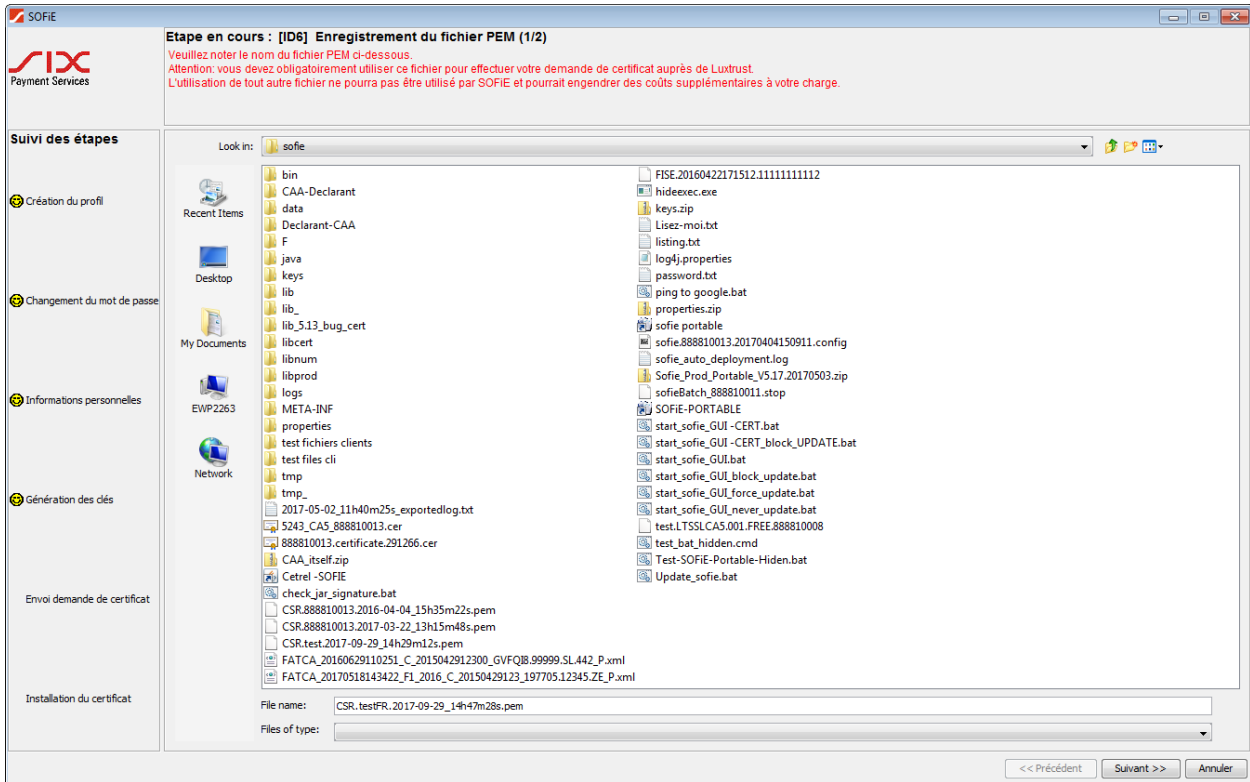 SOFiE
SIX
Payment Services
Etape en cours : [ID6] Enregistrement du fichier PEM (1/2)
Veuillez noter le nom du fichier PEM ci-dessous.
Attention: vous devez obligatoirement utiliser ce fichier pour effectuer votre demande de certificat auprès de Luxtrust.
L'utilisation de tout autre fichier ne pourra pas être utilisé par SOFiE et pourrait engendrer des coûts supplémentaires à votre charge.
Suivi des étapes
Création du profil
Changement du mot de passe
Informations personnelles
Génération des clés
Envoi demande de certificat
Installation du certificat
Look in:
sofie
Recent Items
Desktop
My Documents
EWP2263
Network
bin
CAA-Declarant
data
Declarant-CAA
F
java
keys
lib
lib_
lib_5.13_bug_cert
libcert
libnum
libprod
logs
META-INF
properties
test fichiers clients
test files cli
tmp
tmp_
2017-05-02_11h40m25s_exportedlog.txt
5243_CA5_888810013.cer
888810013.certificate.291266.cer
CAA_itself.zip
Cetrel -SOFIE
check_jar_signature.bat
CSR.888810013.2016-04-04_15h35m22s.pem
CSR.888810013.2017-03-22_13h15m48s.pem
CSR.test.2017-09-29_14h29m12s.pem
FATCA_20160629110251_C_2015042912300_GVFQI8.99999.SL.442_P.xml
FATCA_20170518143422_F1_2016_C_20150429123_197705.12345.ZE_P.xml
FISE.20160422171512.11111111112
hideexec.exe
keys.zip
Lisez-moi.txt
listing.txt
log4j.properties
password.txt
ping to google.bat
properties.zip
sofie portable
sofie.888810013.20170404150911.config
sofie_auto_deployment.log
Sofie_Prod_Portable_V5.17.20170503.zip
sofieBatch_888810011.stop
SOFiE-PORTABLE
start_sofie_GUI -CERT.bat
start_sofie_GUI -CERT_block_UPDATE.bat
start_sofie_GUI.bat
start_sofie_GUI_block_update.bat
start_sofie_GUI_force_update.bat
start_sofie_GUI_never_update.bat
test.LTSSLCA5.001.FREE.888810008
test_bat_hidden.cmd
Test-SOFiE-Portable-Hiden.bat
Update_sofie.bat
File name:
CSR.testFR.2017-09-29_14h47m28s.pem
Files of type:
<< Précédent
Suivant >>
Annuler